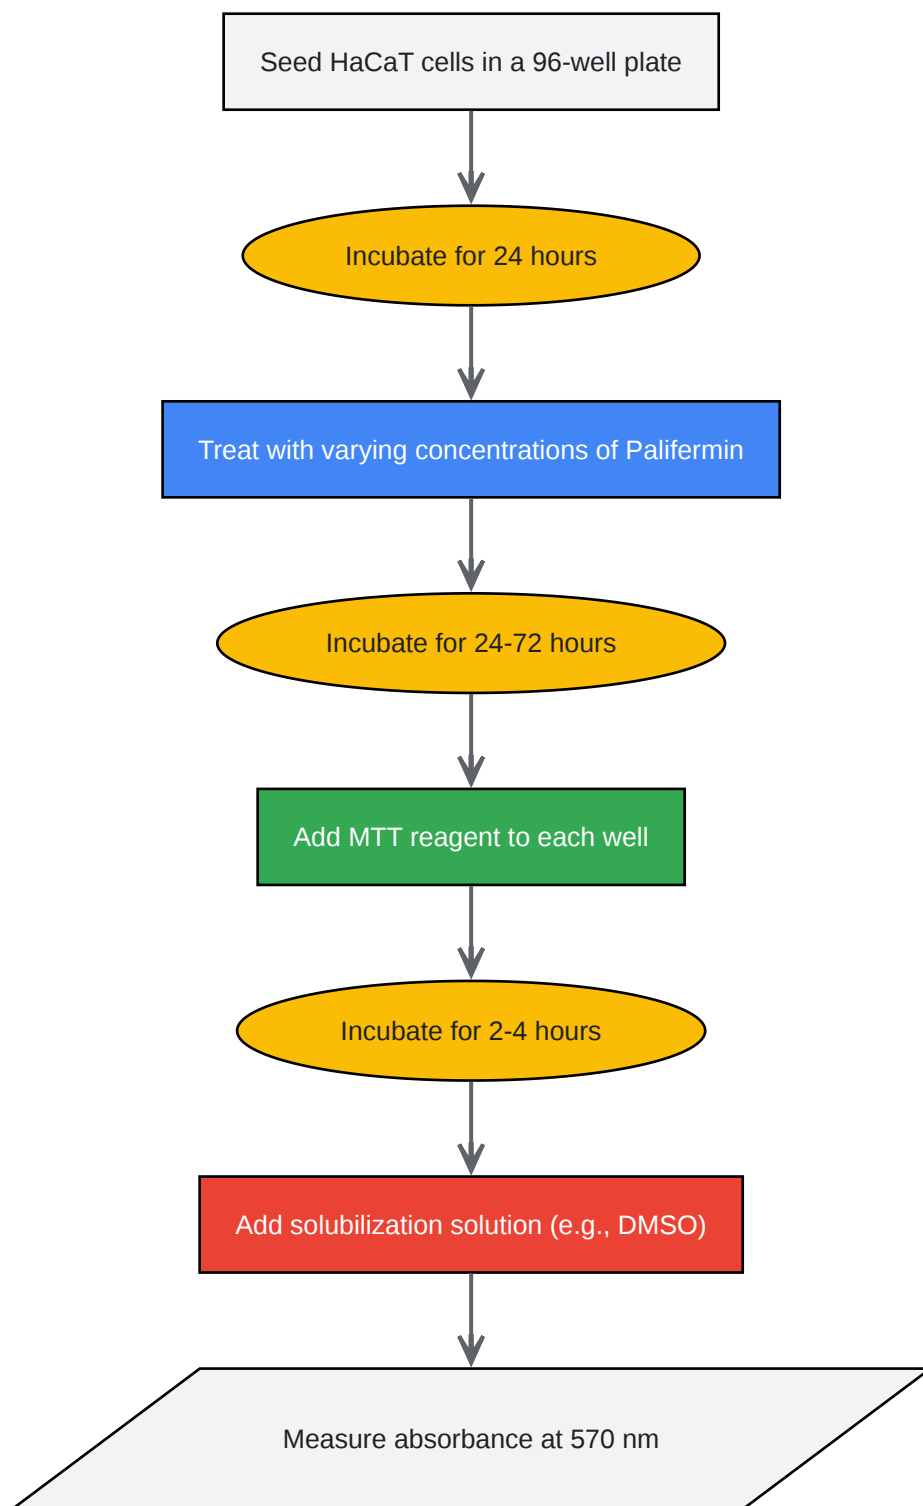 Seed HaCaT cells in a 96-well plate
Incubate for 24 hours
Treat with varying concentrations of Palifermin
Incubate for 24-72 hours
Add MTT reagent to each well
Incubate for 2-4 hours
Add solubilization solution (e.g., DMSO)
Measure absorbance at 570 nm